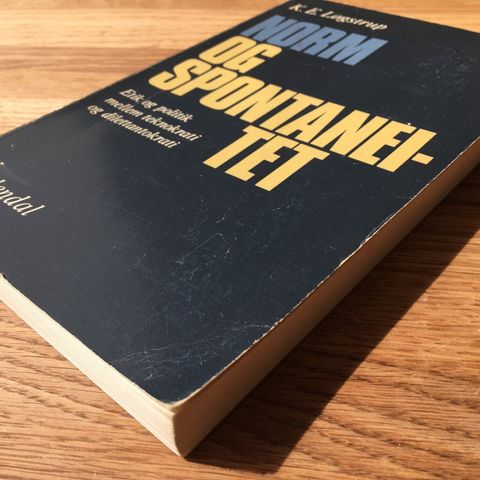 K. E. Løgstrup
NORM
OG
SPONTANEI-
TET
Etik og politik
mellem teknokrati
og dilettantokrati